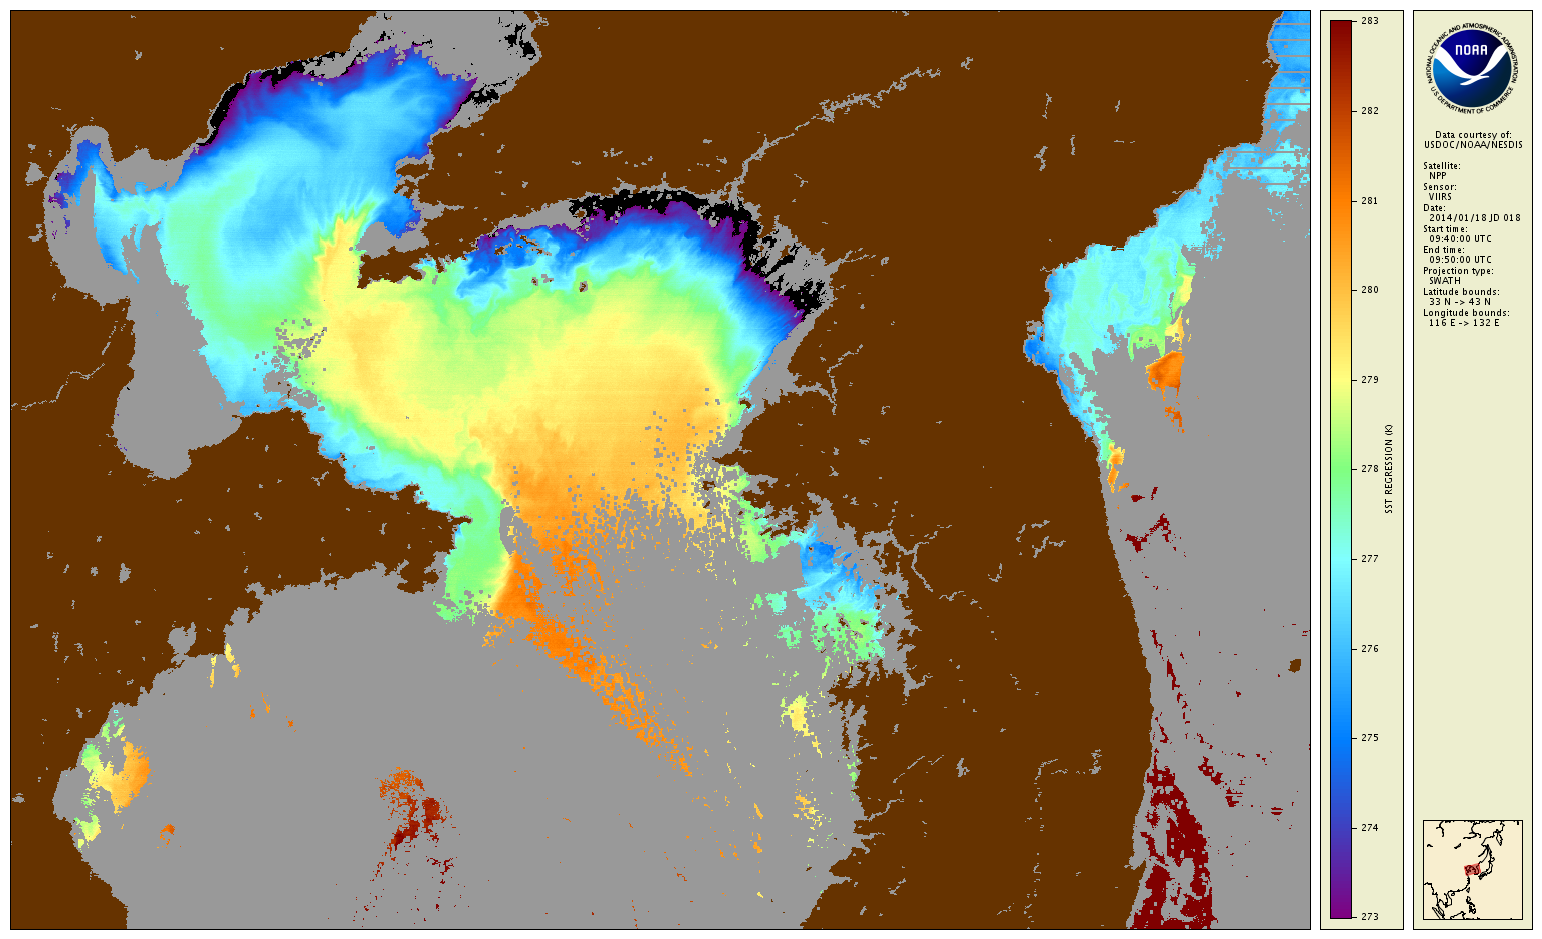 283
282
281
280
279
278
277
276
275
274
273
SST REGRESSION (K)
NATIONAL OCEANIC AND ATMOSPHERIC ADMINISTRATION
NOAA
U.S. DEPARTMENT OF COMMERCE
Data courtesy of:
USDOC/NOAA/NESDIS
Satellite:
NPP
Sensor:
VIIRS
Date:
2014/01/18 JD 018
Start time:
09:40:00 UTC
End time:
09:50:00 UTC
Projection type:
SWATH
Latitude bounds:
33 N -> 43 N
Longitude bounds:
116 E -> 132 E